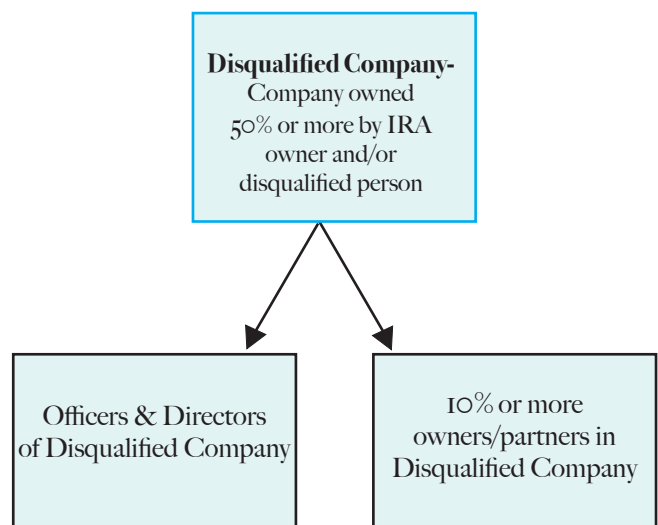 Disqualified Company-
Company owned
50% or more by IRA
owner and/or
disqualified person
Officers & Directors
of Disqualified Company
10% or more
owners/partners in
Disqualified Company